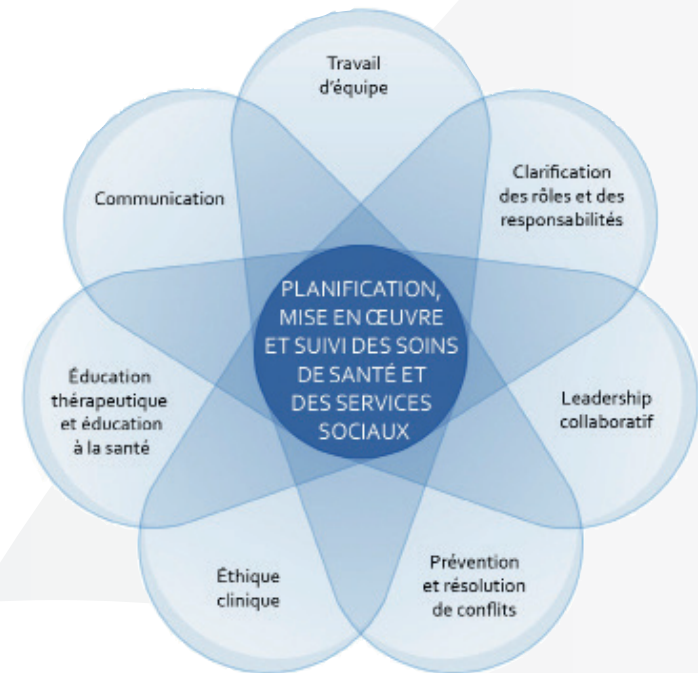 Travail
d'équipe
Clarification
des rôles et des
responsabilités
Leadership
collaboratif
Prévention
et résolution
de conflits
Éthique
clinique
Éducation
thérapeutique
et éducation
à la santé
Communication
PLANIFICATION,
MISE EN ŒUVRE
ET SUIVI DES SOINS
DE SANTÉ ET
DES SERVICES
SOCIAUX